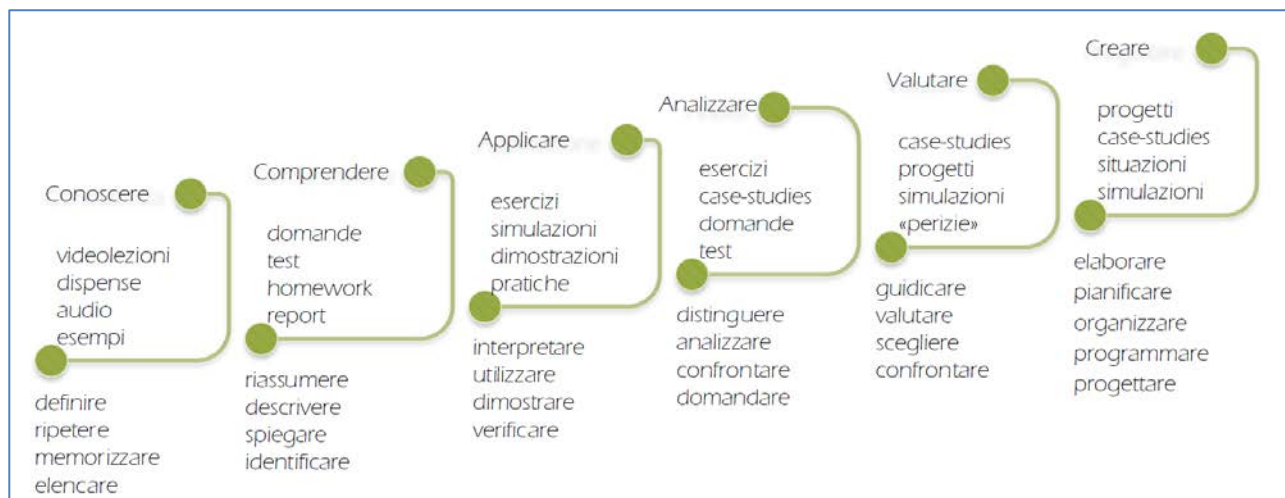 Conoscere
videolezioni
dispense
audio
esempi
definire
ripetere
memorizzare
elencare
Comprendere
domande
test
homework
report
riassumere
descrivere
spiegare
identificare
Applicare
esercizi
simulazioni
dimostrazioni
pratiche
interpretare
utilizzare
dimostrare
verificare
Analizzare
esercizi
case-studies
domande
test
distinguere
analizzare
confrontare
domandare
Valutare
case-studies
progetti
simulazioni
«perizie»
guidicare
valutare
scegliere
confrontare
Creare
progetti
case-studies
situazioni
simulazioni
elaborare
pianificare
organizzare
programmare
progettare